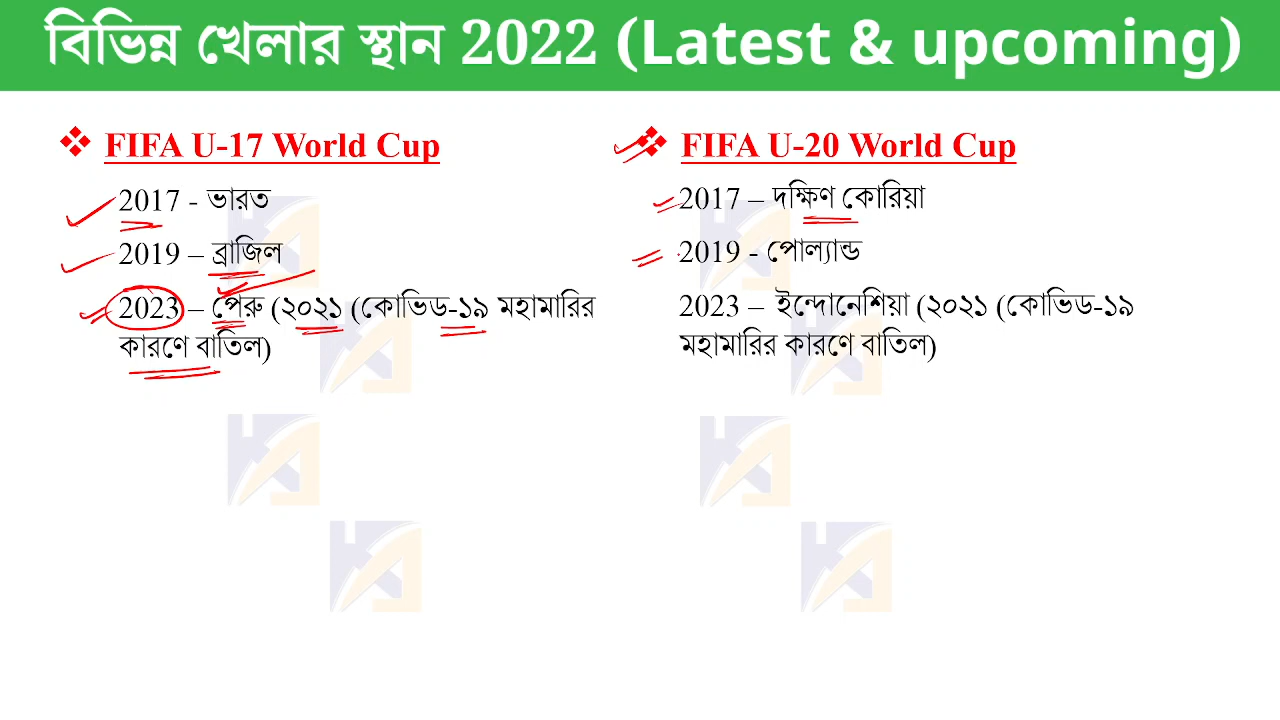 বিভিন্ন খেলার স্থান 2022 (Latest & upcoming)
FIFA U-17 World Cup
2017 - ভারত
2019 – ব্রাজিল
2023 – পেরু (২০২১ (কোভিড-১৯ মহামারির
কারণে বাতিল)
FIFA U-20 World Cup
2017 – দক্ষিণ কোরিয়া
2019 - পোল্যান্ড
2023 – ইন্দোনেশিয়া (২০২১ (কোভিড-১৯
মহামারির কারণে বাতিল)